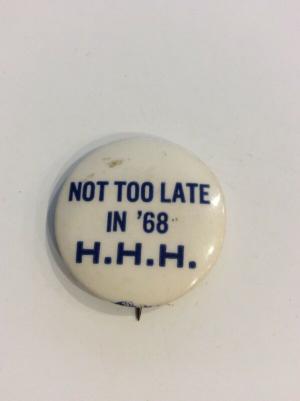 NOT TOO LATE
IN '68
H.H.H.